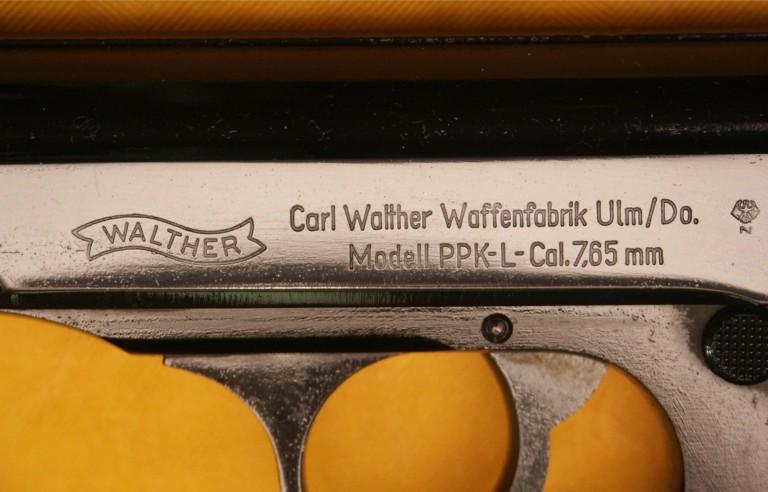 WALTHER
Carl Walther Waffenfabrik Ulm/Do.
Modell PPK-L-Cal.7,65 mm
N